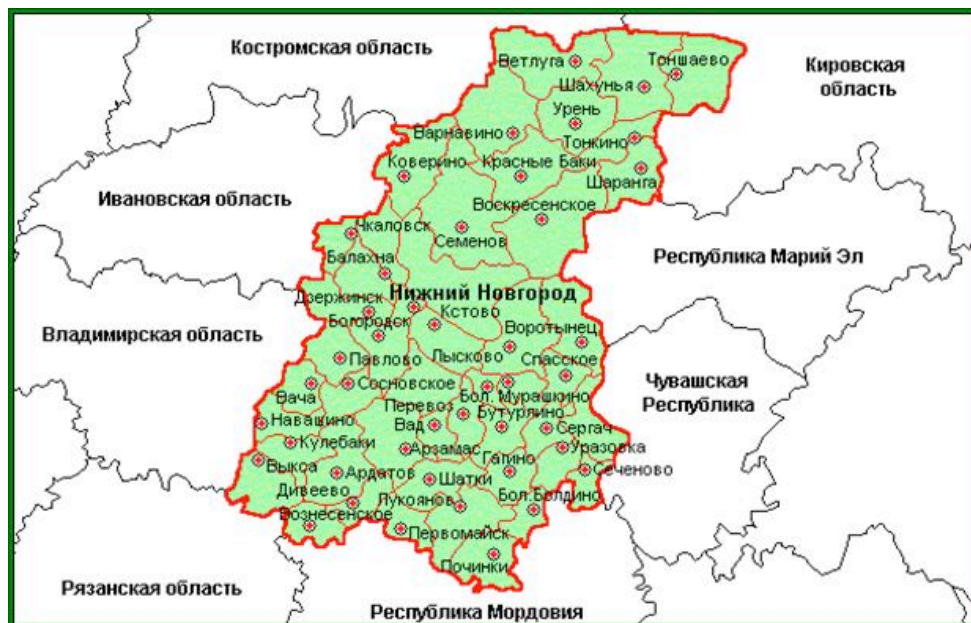 Костромская область
Ветлуга
Тоншаево
Шахунья
Кировская
область
Урень
Варнавино
Тонкино
Коверино
Красные Баки
Шаранга
Ивановская область
Воскресенское
Чкаловск
Семенов
Балахна
Республика Марий Эл
Дзержинск
Нижний Новгород
Кстово
Богородск
Воротынец
Владимирская область
Лысково
Павлово
Спасское
Сосновское
Вача
Бол. Мурашкино
Чувашская
Республика
Перевоз
Бутурлино
Навашино
Вад
Сергач
Кулебаки
Арзамас
Уразовка
Выкса
Гагино
Сеченово
Ардатов
Шатки
Дивеево
Лукоянов
Бол.Болдино
Вознесенское
Первомайск
Починки
Рязанская область
Республика Мордовия